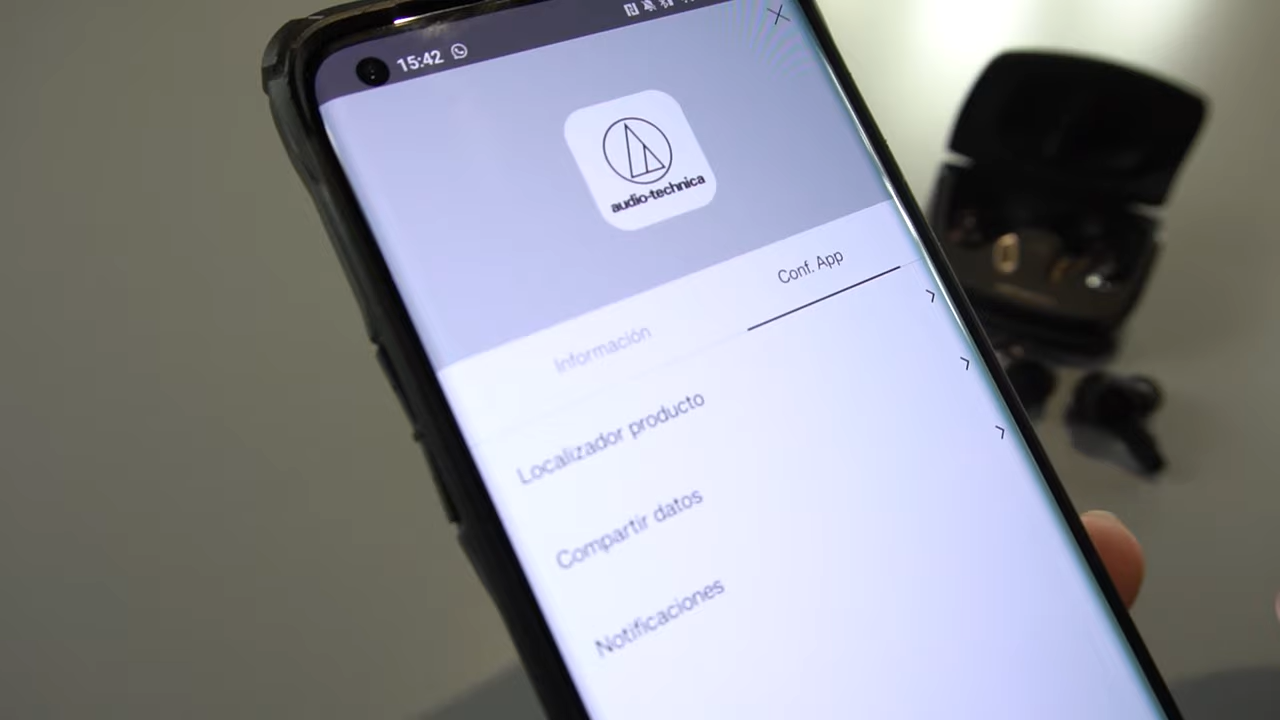 15:42
audio-technica
Información
Conf. App
Localizador producto
Compartir datos
Notificaciones